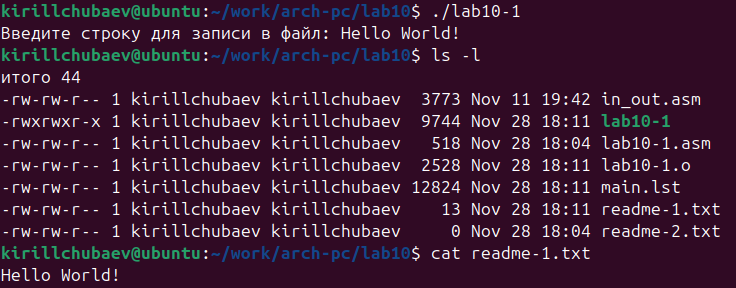 kirillchubaev@ubuntu:~/work/arch-pc/lab10$ ./lab10-1
Введите строку для записи в файл: Hello World!
kirillchubaev@ubuntu:~/work/arch-pc/lab10$ ls -l
итого 44
-rw-rw-r-- 1 kirillchubaev kirillchubaev  3773 Nov 11 19:42 in_out.asm
-rwxrwxr-x 1 kirillchubaev kirillchubaev  9744 Nov 28 18:11 lab10-1
-rw-rw-r-- 1 kirillchubaev kirillchubaev   518 Nov 28 18:04 lab10-1.asm
-rw-rw-r-- 1 kirillchubaev kirillchubaev  2528 Nov 28 18:11 lab10-1.o
-rw-rw-r-- 1 kirillchubaev kirillchubaev 12824 Nov 28 18:11 main.lst
-rw-rw-r-- 1 kirillchubaev kirillchubaev    13 Nov 28 18:11 readme-1.txt
-rw-rw-r-- 1 kirillchubaev kirillchubaev     0 Nov 28 18:04 readme-2.txt
kirillchubaev@ubuntu:~/work/arch-pc/lab10$ cat readme-1.txt
Hello World!